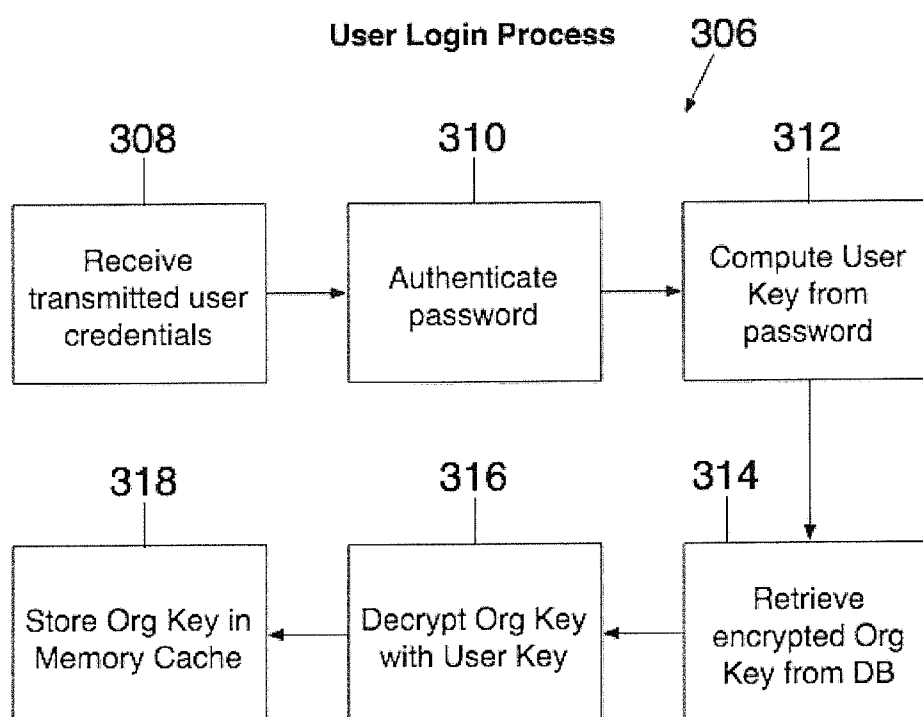 User Login Process
306
308
310
312
Receive
transmitted user
credentials
Authenticate
password
Compute User
Key from
password
318
316
314
Store Org Key in
Memory Cache
Decrypt Org Key
with User Key
Retrieve
encrypted Org
Key from DB